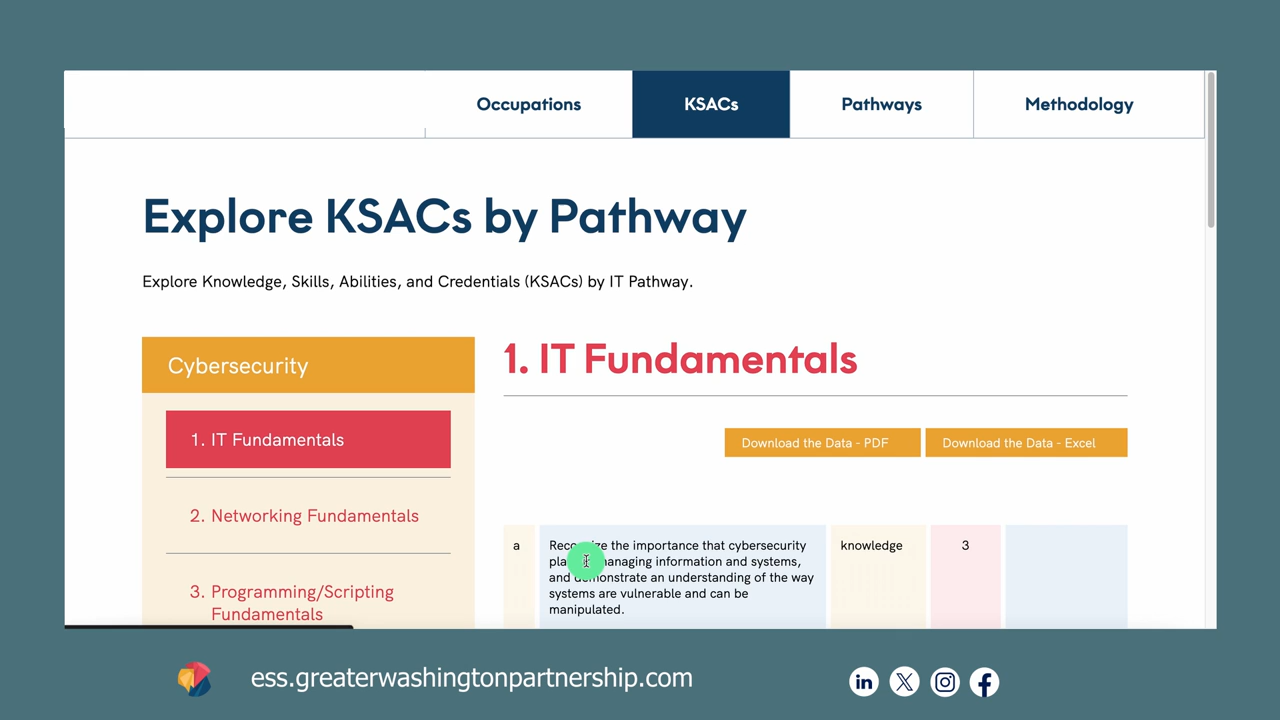 Occupations
KSACs
Pathways
Methodology
Explore KSACs by Pathway
Explore Knowledge, Skills, Abilities, and Credentials (KSACs) by IT Pathway.
Cybersecurity
1. IT Fundamentals
2. Networking Fundamentals
3. Programming/Scripting
Fundamentals
1. IT Fundamentals
Download the Data - PDF
Download the Data - Excel
a
Recognize the importance that cybersecurity
managing information and systems,
and demonstrate an understanding of the way
systems are vulnerable and can be
manipulated.
knowledge
3
ess.greaterwashingtonpartnership.com